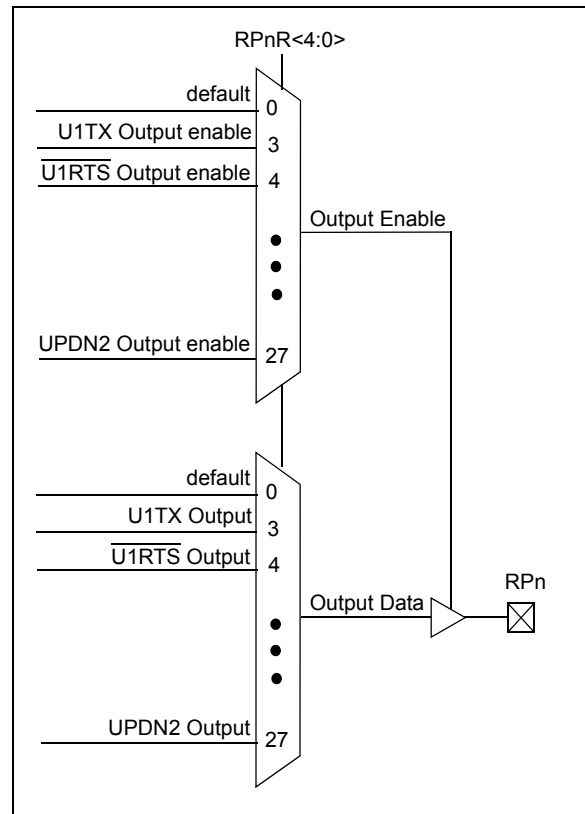 RPnR<4:0>
default
0
U1TX Output enable
3
U1RTS Output enable
4
Output Enable
UPDN2 Output enable
27
default
0
U1TX Output
3
U1RTS Output
4
RPn
Output Data
UPDN2 Output
27